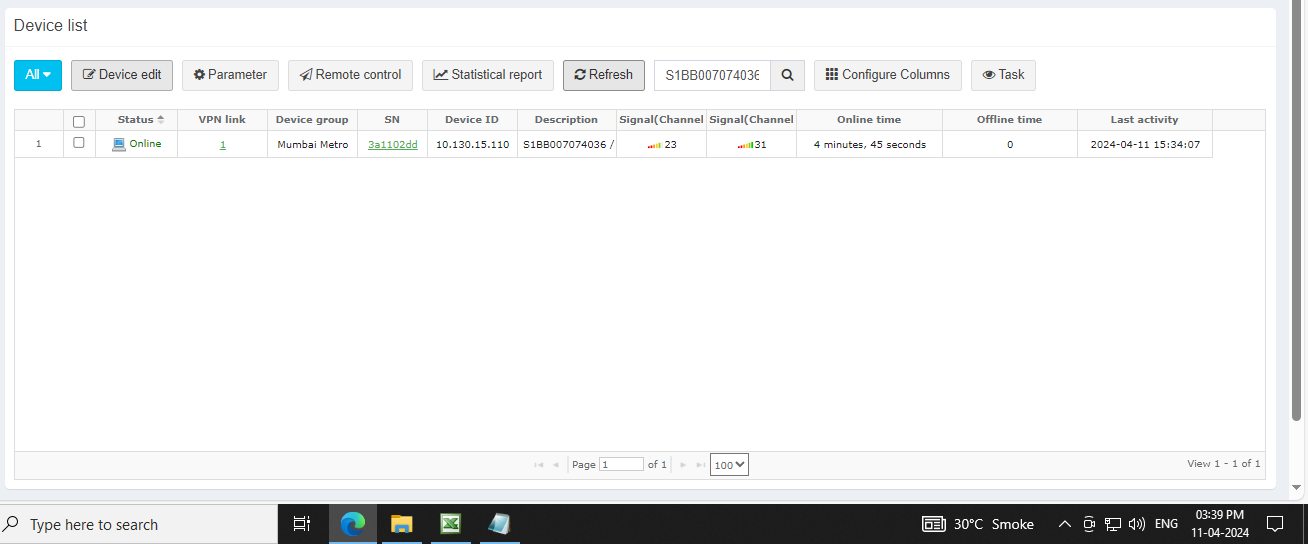 Device list
All Device edit Parameter Remote control Statistical report Refresh S1BB007074036 Configure Columns Task
Status VPN link Device group SN Device ID Description Signal(Channel Signal(Channel Online time Offline time Last activity
1 Online 1 Mumbai Metro 3a1102dd 10.130.15.110 S1BB007074036 / 23 31 4 minutes, 45 seconds 0 2024-04-11 15:34:07
Page 1 of 1 100 View 1 - 1 of 1
Type here to search 30°C Smoke ENG 03:39 PM
11-04-2024